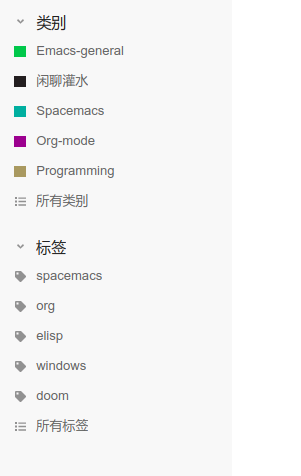 类别
Emacs-general
闲聊灌水
Spacemacs
Org-mode
Programming
所有类别
标签
spacemacs
org
elisp
windows
doom
所有标签